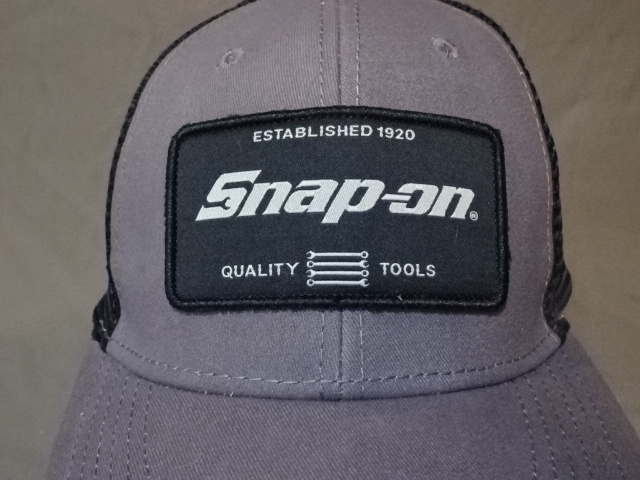 ESTABLISHED 1920
Snap-on®
QUALITY TOOLS